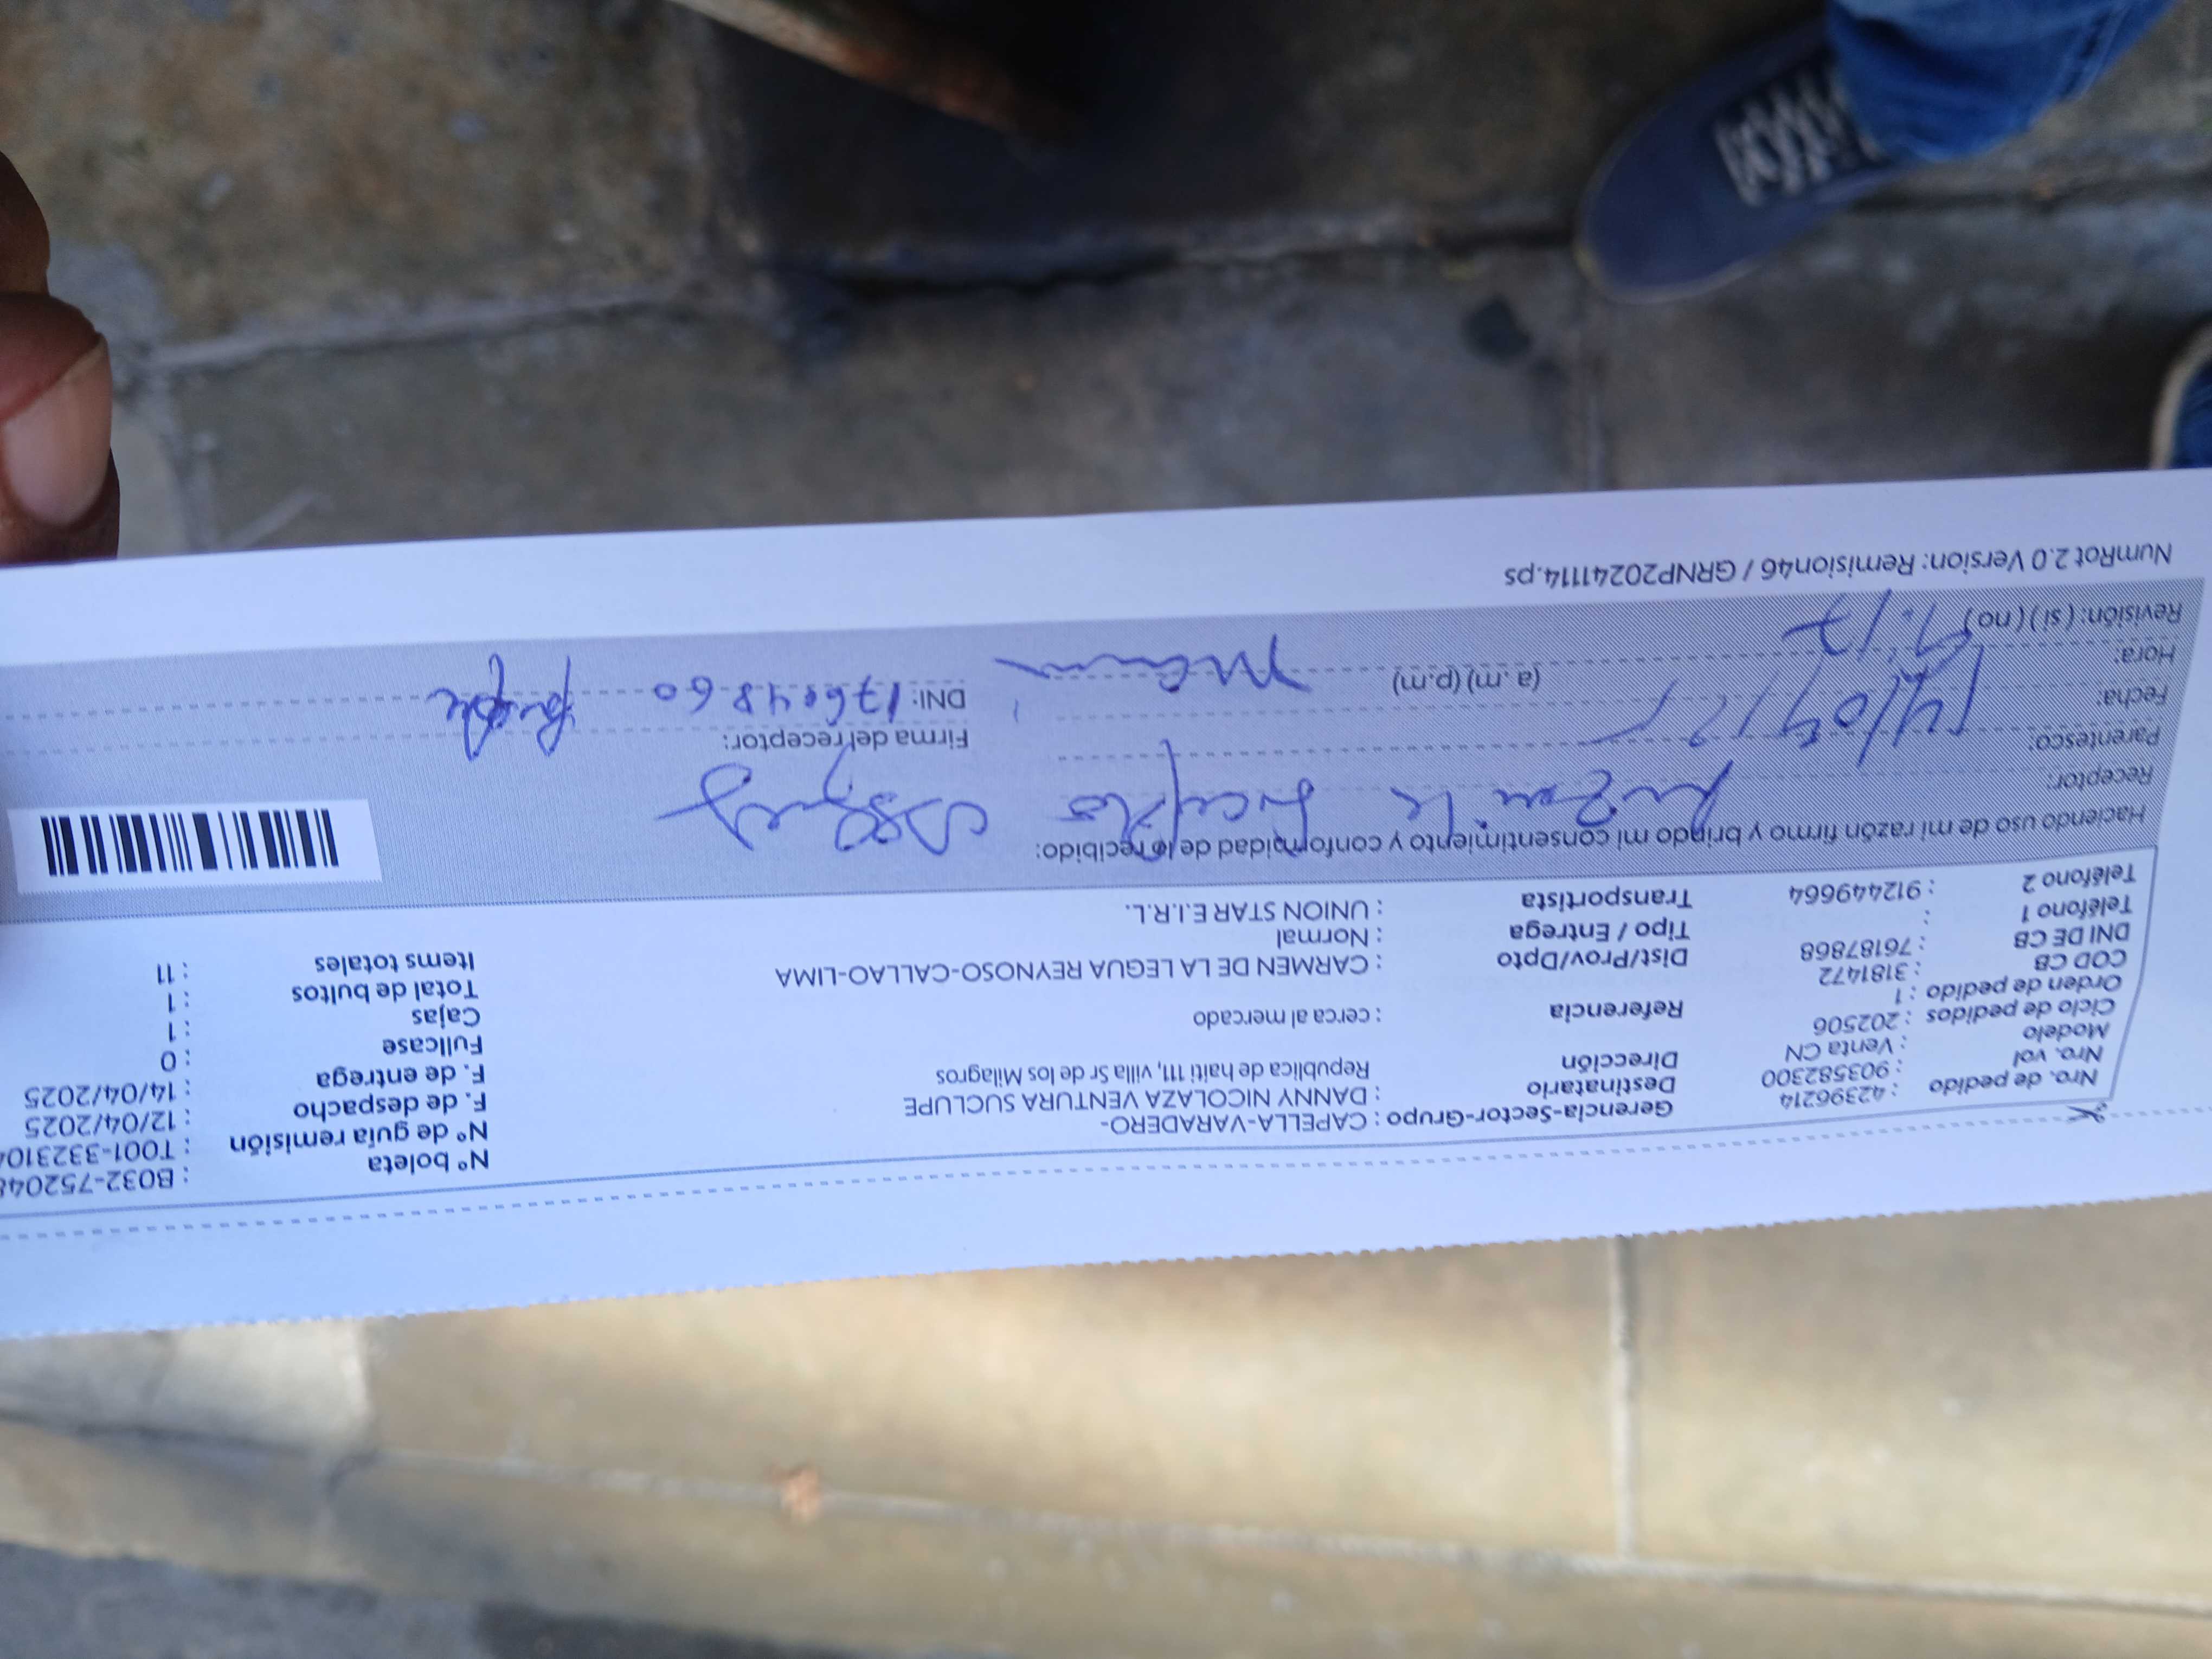 Nro. de pedido : 42396214 Gerencia-Sector-Grupo : CAPELLA-VARADERO- Nº boleta : B032-752048
Nro. vol : 903582300 Destinatario : DANNY NICOLAZA VENTURA SUCLUPE Nº de guía remisión : T001-332310
Modelo : Venta CN Dirección Republica de haiti 111, villa Sr de los Milagros F. de despacho : 12/04/2025
Ciclo de pedidos : 202506 F. de entrega : 14/04/2025
Orden de pedido : 1 Referencia : cerca al mercado Fullcase : 0
COD CB : 3181472 Cajas : 1
DNI DE CB : 76187868 Dist/Prov/Dpto : CARMEN DE LA LEGUA REYNOSO-CALLAO-LIMA Total de bultos : 1
Teléfono 1 : Tipo / Entrega : Normal Items totales : 11
Teléfono 2 : 912449664 Transportista : UNION STAR E.I.R.L.
Haciendo uso de mi razón firmo y brindo mi consentimiento y conformidad de lo recibido:
Receptor:
Parentesco: Firma del receptor:
Fecha: 14/04/25 DNI:
Hora: (a.m) (p.m)
Revisión: (si) (no)
NumRot 2.0 Version: Remision46 / GRNP20241114.ps